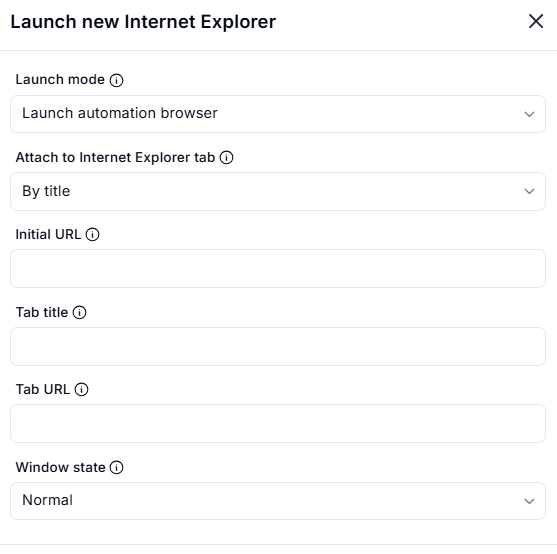 Launch new Internet Explorer
Launch mode
Launch automation browser
Attach to Internet Explorer tab
By title
Initial URL
Tab title
Tab URL
Window state
Normal